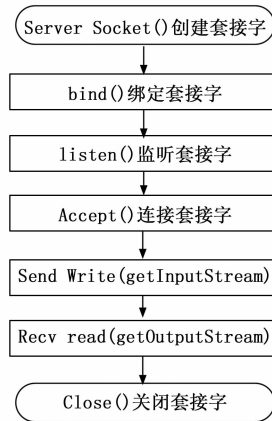 Server Socket()创建套接字
bind()绑定套接字
listen()监听套接字
Accept()连接套接字
Send Write(getInputStream)
Recv read(getOutputStream)
Close()关闭套接字